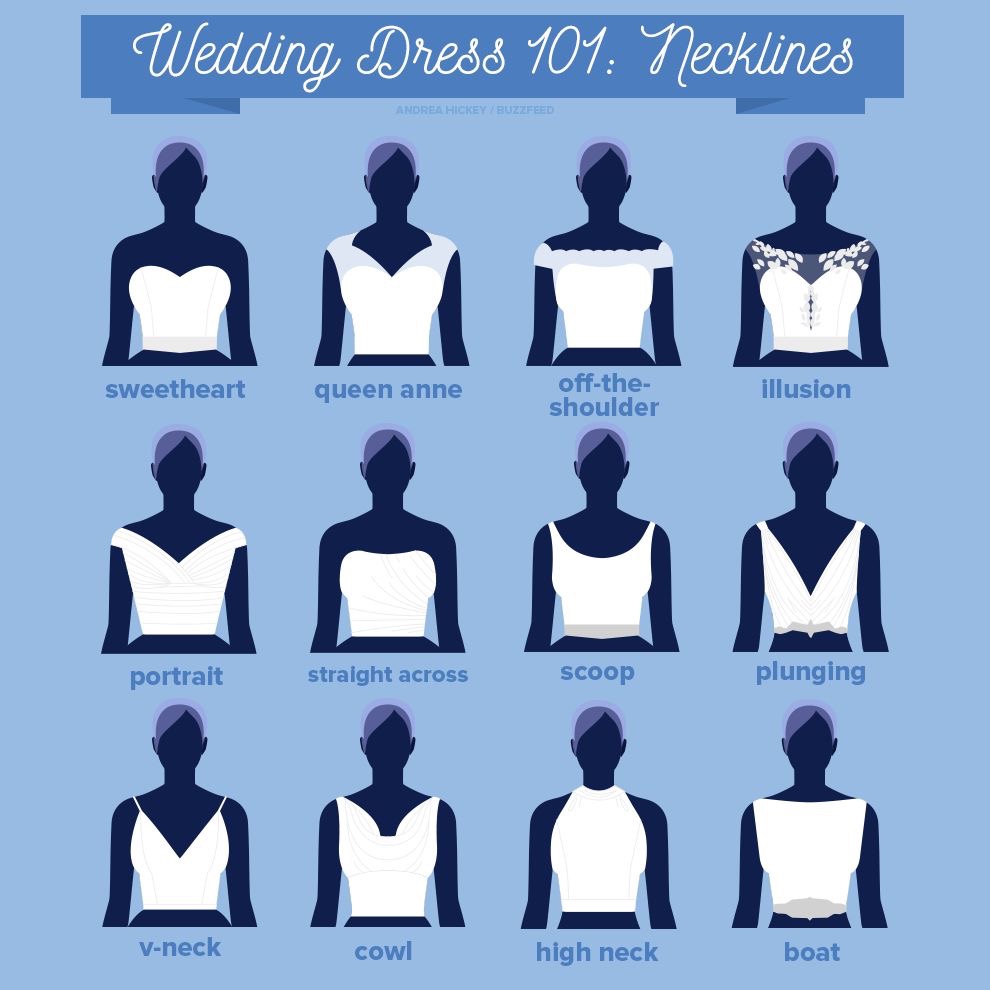 Wedding Dress 101: Necklines
ANDREA HICKEY / BUZZFEED
sweetheart
queen anne
off-the-
shoulder
illusion
portrait
straight across
scoop
plunging
v-neck
cowl
high neck
boat